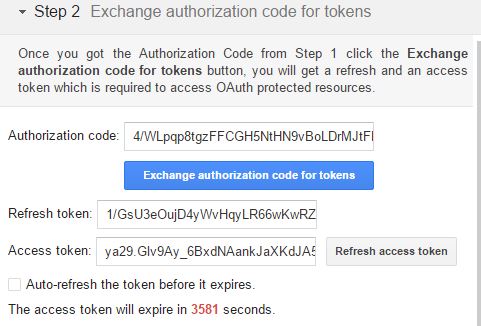 Step 2 Exchange authorization code for tokens
Once you got the Authorization Code from Step 1 click the Exchange
authorization code for tokens button, you will get a refresh and an access
token which is required to access OAuth protected resources.
Authorization code: 4/WLpqp8tgzFFCGH5NtHN9vBoLDrMJtFl
Exchange authorization code for tokens
Refresh token: 1/GsU3eOujD4yWvHqyLR66wKwRZ
Access token: ya29.Glv9Ay_6BxdNAankJaXKdJA5 Refresh access token
Auto-refresh the token before it expires.
The access token will expire in 3581 seconds.